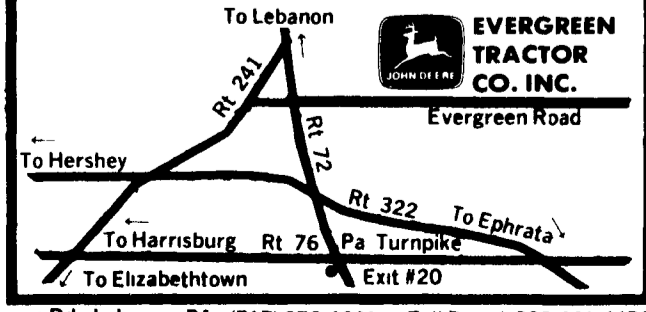 To Lebanon
EVERGREEN
TRACTOR
CO. INC.
JOHN DEERE
Rt 241
Evergreen Road
Rt 72
To Hershey
Rt 322
To Ephrata
To Harrisburg Rt 76 Pa Turnpike
To Elizabethtown
Exit #20